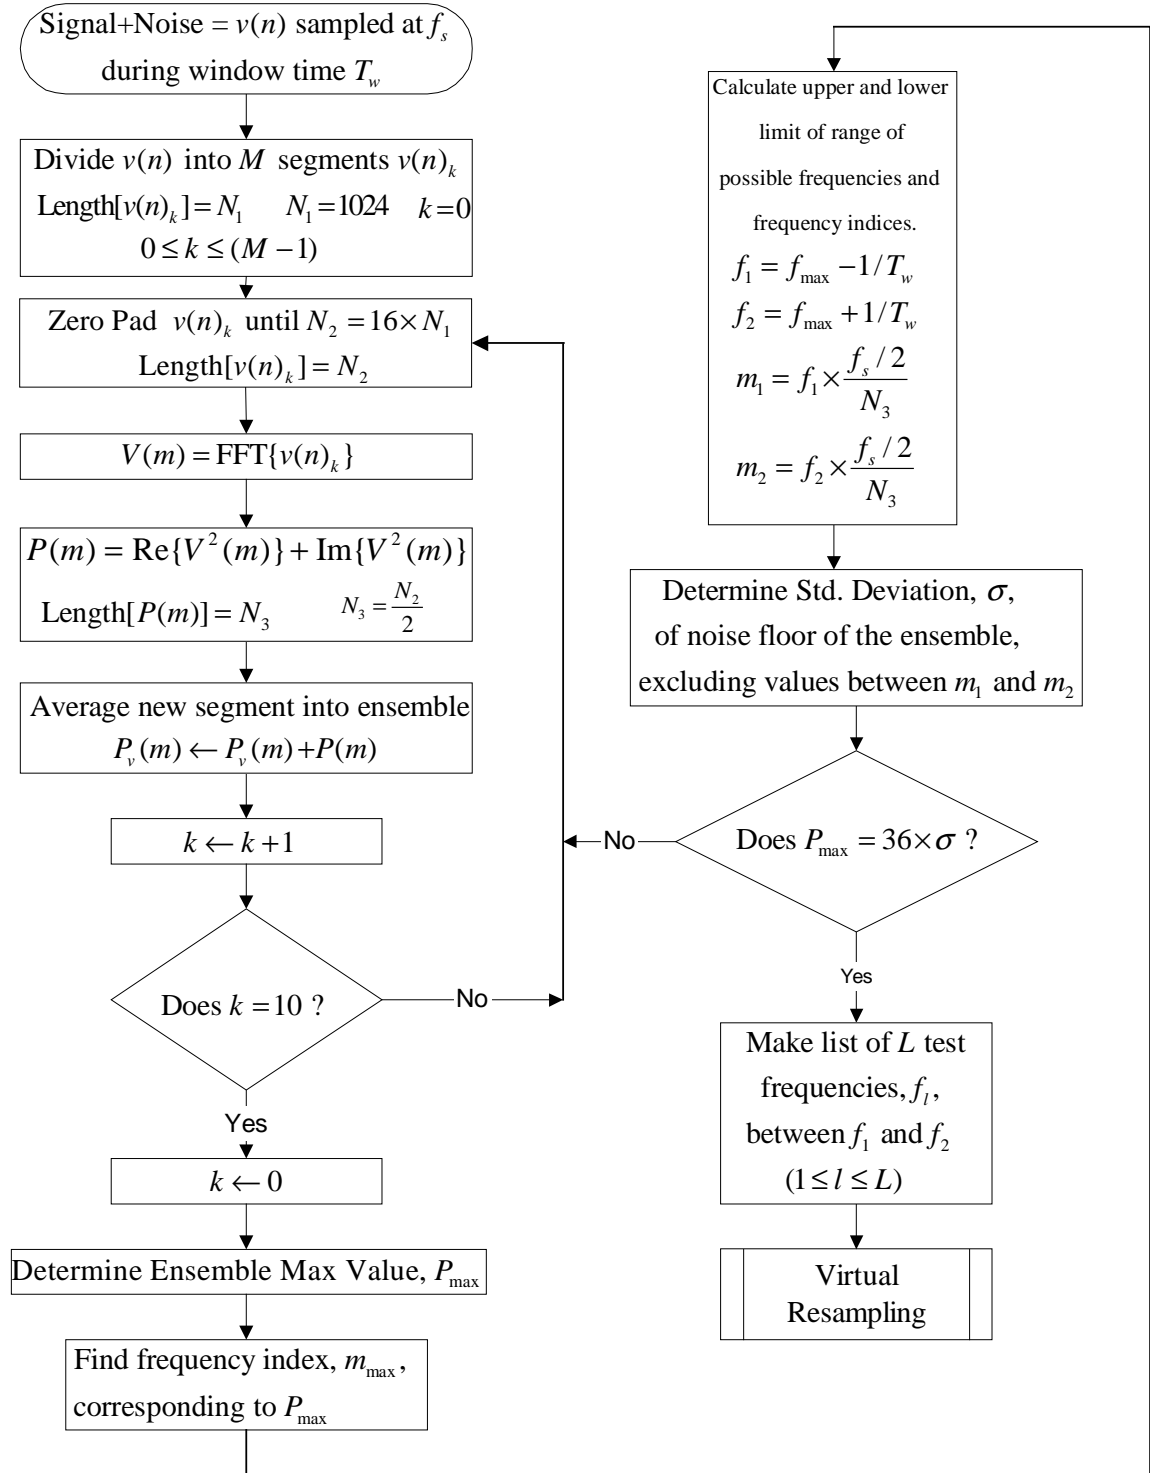 Signal+Noise = v(n) sampled at f_s
during window time T_w
Divide v(n) into M segments v(n)_k
Length[v(n)_k] = N_1 N_1 = 1024 k = 0
0 ≤ k ≤ (M − 1)
Zero Pad v(n)_k until N_2 = 16 × N_1
Length[v(n)_k] = N_2
V(m) = FFT{v(n)_k}
P(m) = Re{V^2(m)} + Im{V^2(m)}
Length[P(m)] = N_3 N_3 = N_2/2
Average new segment into ensemble
P_v(m) ← P_v(m) + P(m)
k ← k + 1
Does k = 10 ?
No
Yes
k ← 0
Determine Ensemble Max Value, P_max
Find frequency index, m_max,
corresponding to P_max
Calculate upper and lower
limit of range of
possible frequencies and
frequency indices.
f_1 = f_max − 1/T_w
f_2 = f_max + 1/T_w
m_1 = f_1 × (f_s/2)/N_3
m_2 = f_2 × (f_s/2)/N_3
Determine Std. Deviation, σ,
of noise floor of the ensemble,
excluding values between m_1 and m_2
Does P_max = 36 × σ ?
No
Yes
Make list of L test
frequencies, f_l,
between f_1 and f_2
(1 ≤ l ≤ L)
Virtual
Resampling